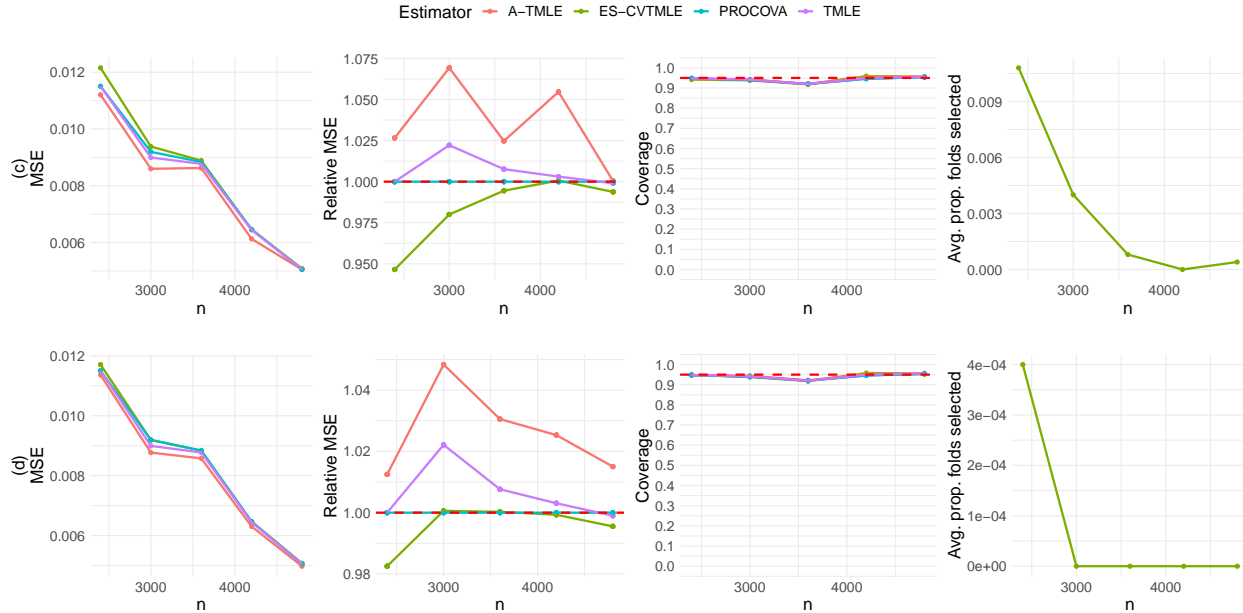 Estimator A−TMLE ES−CVTMLE PROCOVA TMLE
(c)
MSE
0.012
0.010
0.008
0.006
3000 4000
n
Relative MSE
1.075
1.050
1.025
1.000
0.975
0.950
3000 4000
n
Coverage
1.0
0.9
0.8
0.7
0.6
0.5
0.4
0.3
0.2
0.1
0.0
3000 4000
n
Avg. prop. folds selected
0.009
0.006
0.003
0.000
3000 4000
n
(d)
MSE
0.012
0.010
0.008
0.006
3000 4000
n
Relative MSE
1.04
1.02
1.00
0.98
3000 4000
n
Coverage
1.0
0.9
0.8
0.7
0.6
0.5
0.4
0.3
0.2
0.1
0.0
3000 4000
n
Avg. prop. folds selected
4e−04
3e−04
2e−04
1e−04
0e+00
3000 4000
n